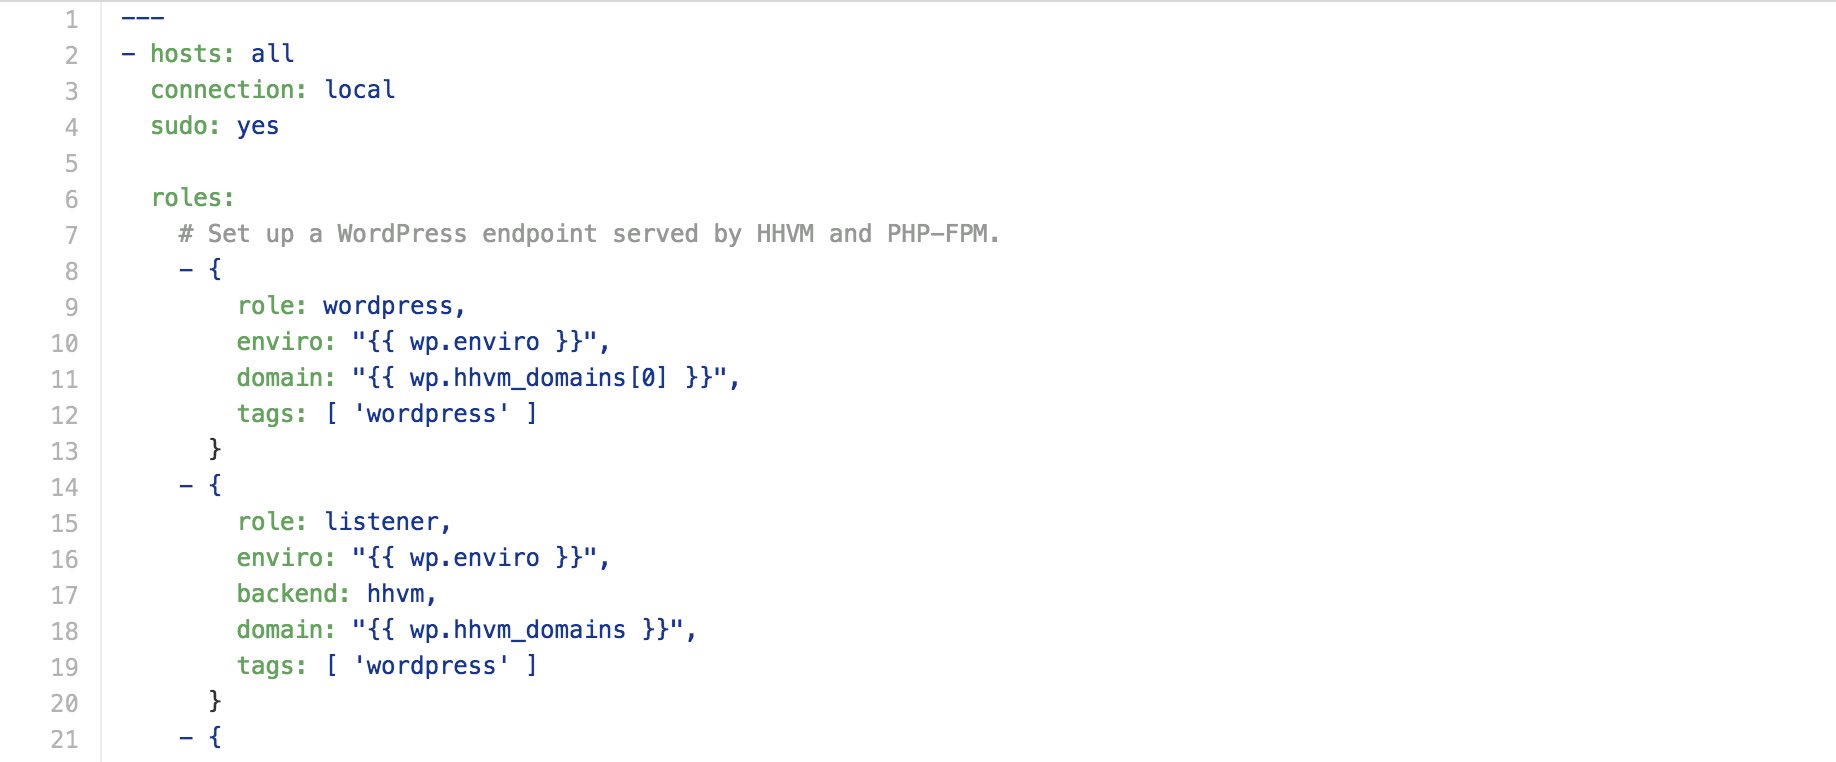 1 ---
2 - hosts: all
3   connection: local
4   sudo: yes
5
6   roles:
7     # Set up a WordPress endpoint served by HHVM and PHP-FPM.
8     - {
9         role: wordpress,
10         enviro: "{{ wp.enviro }}",
11         domain: "{{ wp.hhvm_domains[0] }}",
12         tags: [ 'wordpress' ]
13       }
14     - {
15         role: listener,
16         enviro: "{{ wp.enviro }}",
17         backend: hhvm,
18         domain: "{{ wp.hhvm_domains }}",
19         tags: [ 'wordpress' ]
20       }
21     - {